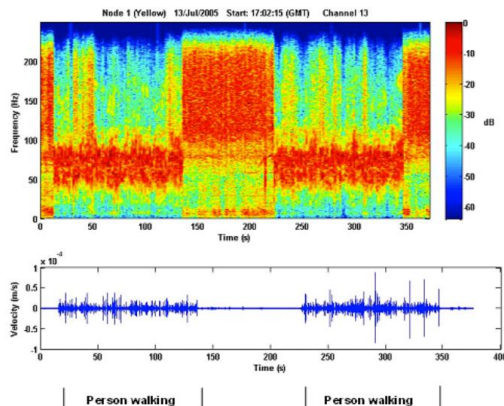 Node 1 (Yellow) 13/Jul/2005 Start: 17:02:15 (GMT) Channel 13
Frequency (Hz)
200
150
100
50
0
0 50 100 150 200 250 300 350
Time (s)
0
-10
-20
-30
-40
-50
-60
dB
x 10⁻³
Velocity (m/s)
1
0.5
0
0.5
-1
0 50 100 150 200 250 300 350 400
Time (s)
Person walking Person walking